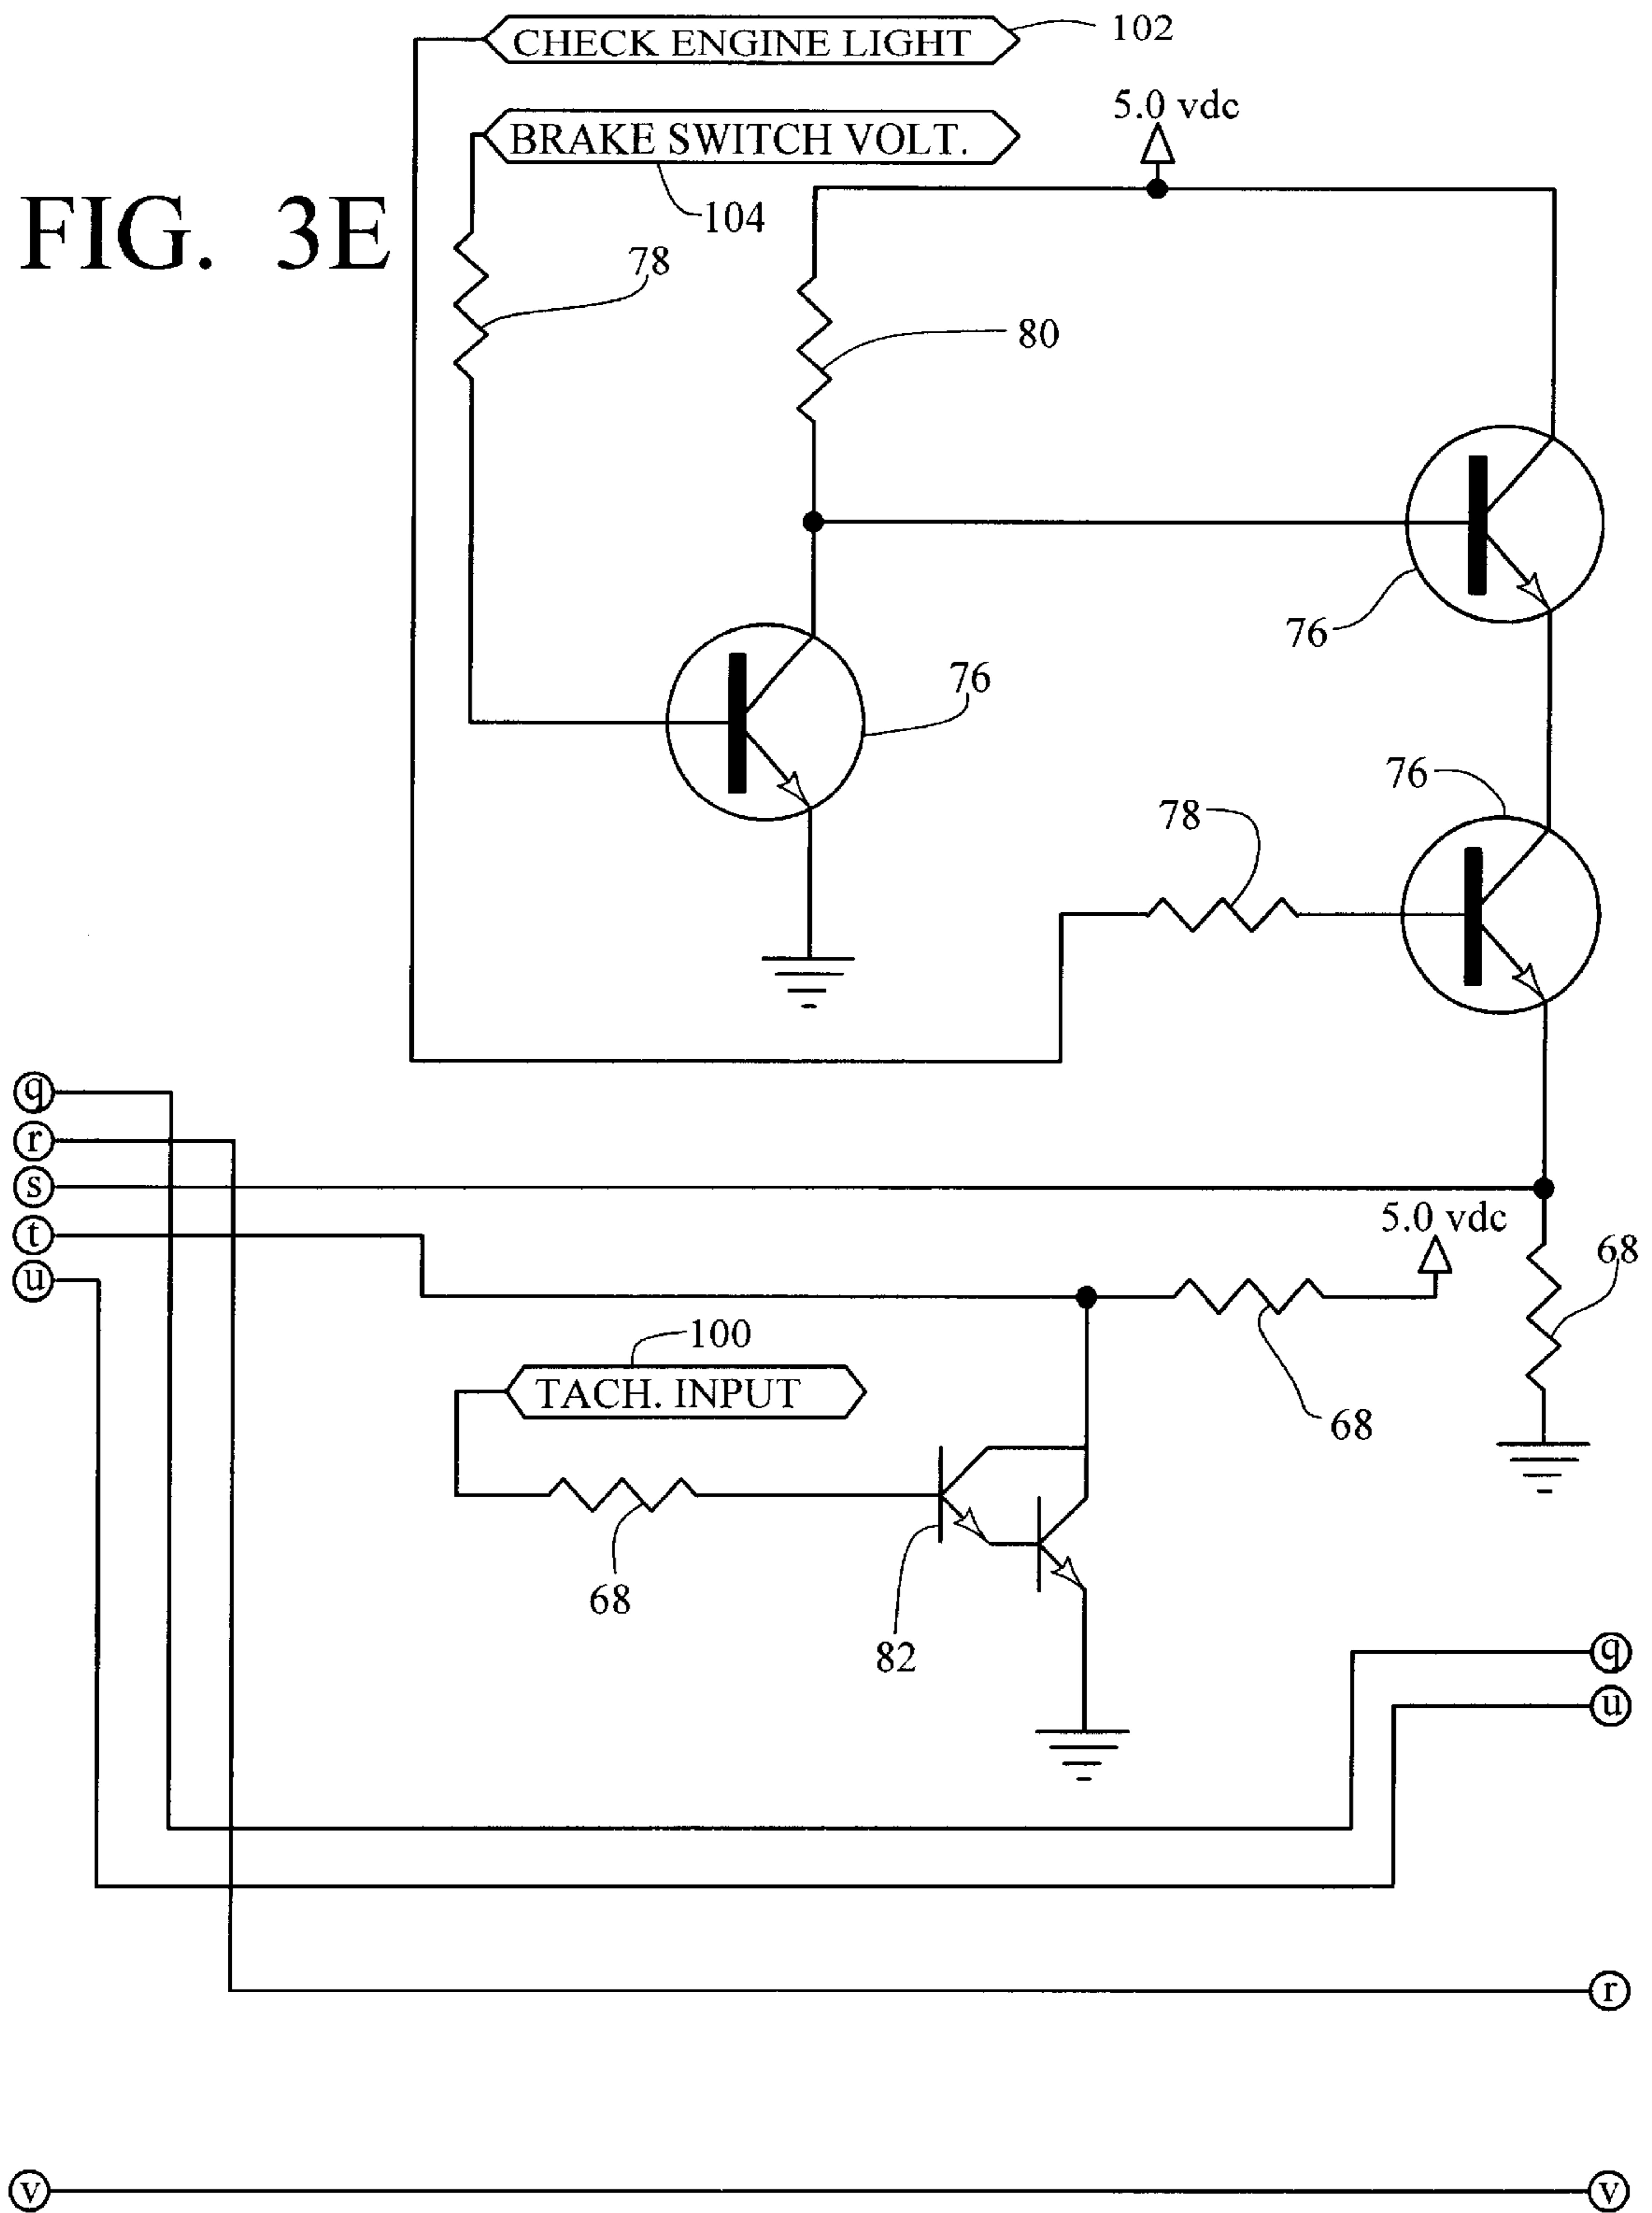 CHECK ENGINE LIGHT
102
5.0 vdc
BRAKE SWITCH VOLT.
104
FIG. 3E
78
80
76
76
76
78
q
r
s
t
u
5.0 vdc
68
100
TACH. INPUT
68
68
82
q
u
r
v
v